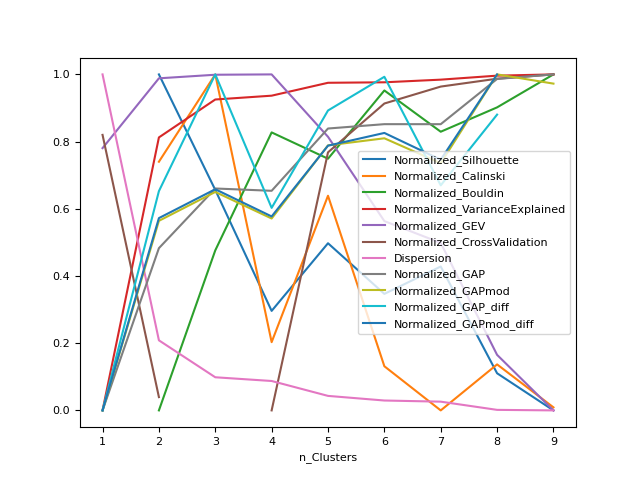 1.0
0.8
0.6
0.4
0.2
0.0
Normalized_Silhouette
Normalized_Calinski
Normalized_Bouldin
Normalized_VarianceExplained
Normalized_GEV
Normalized_CrossValidation
Dispersion
Normalized_GAP
Normalized_GAPmod
Normalized_GAP_diff
Normalized_GAPmod_diff
1 2 3 4 5 6 7 8 9
n_Clusters